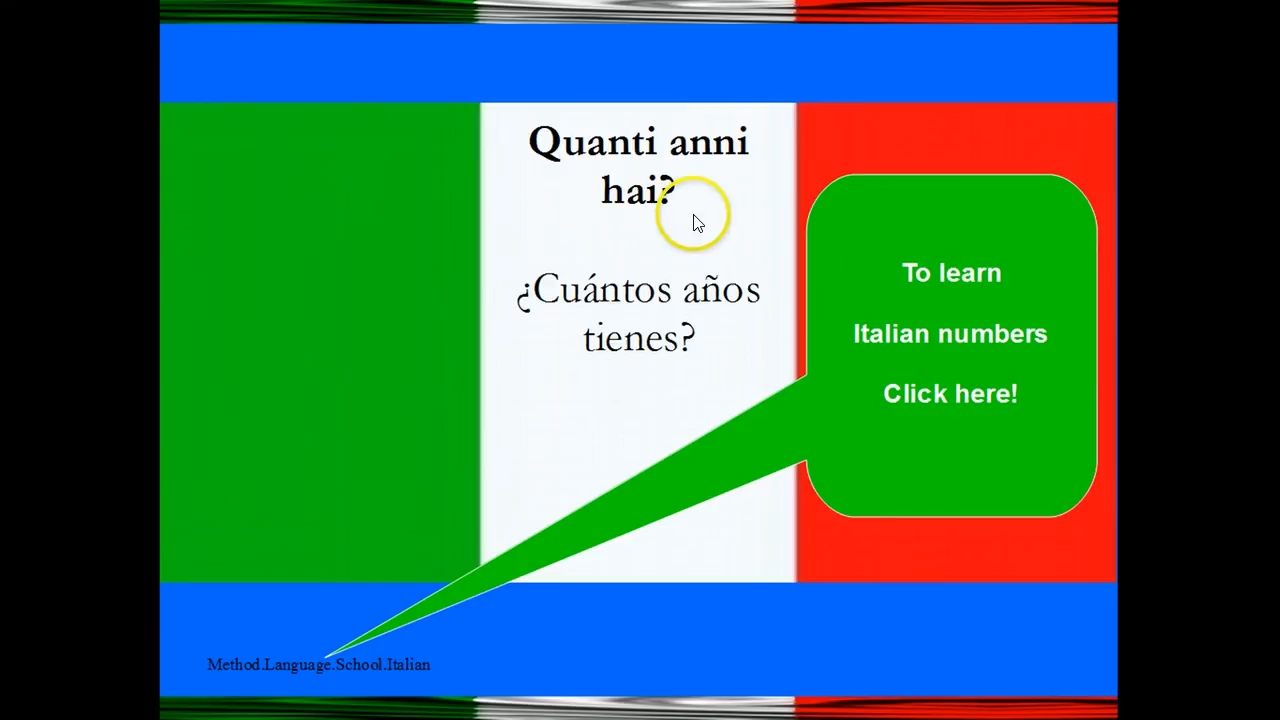 Quanti anni
hai?
¿Cuántos años
tienes?
To learn
Italian numbers
Click here!
Method.Language.School.Italian